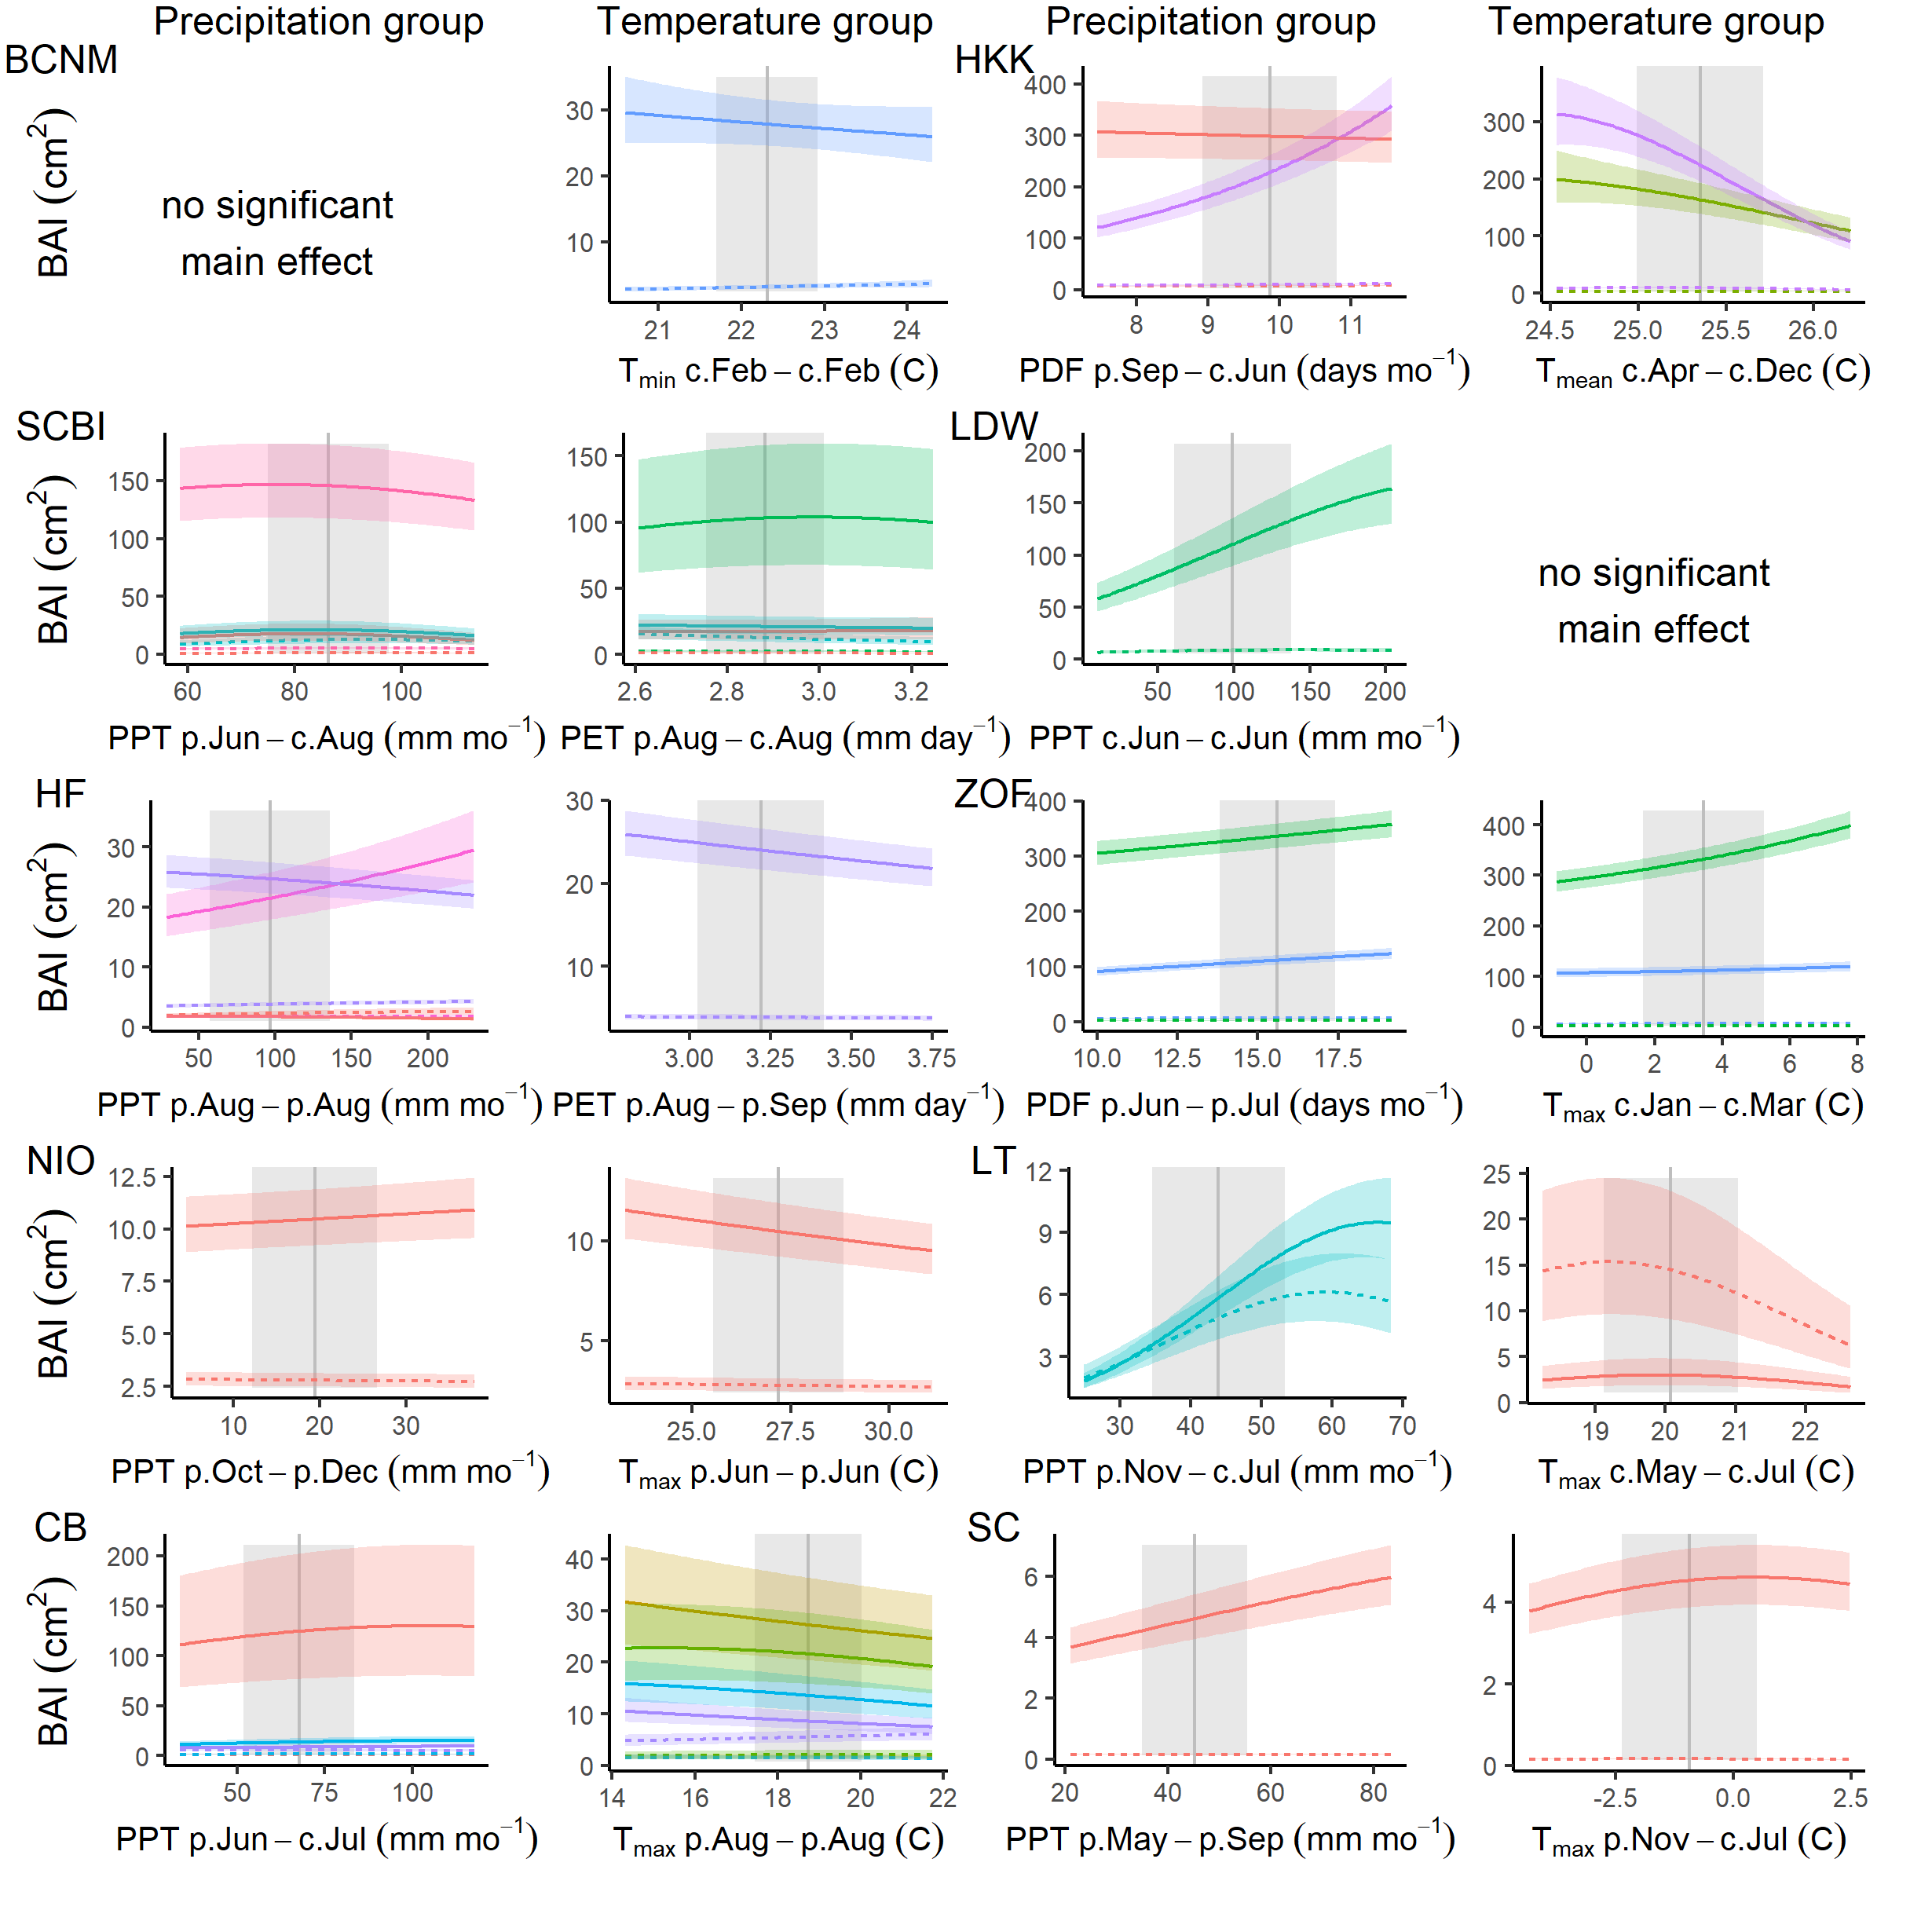 Precipitation group Temperature group Precipitation group Temperature group
BCNM HKK
BAI (cm²)
no significant
main effect
30
20
10
21 22 23 24
Tmin c.Feb – c.Feb (C)
400
300
200
100
0
8 9 10 11
PDF p.Sep – c.Jun (days mo⁻¹)
300
200
100
0
24.5 25.0 25.5 26.0
Tmean c.Apr – c.Dec (C)
SCBI LDW
BAI (cm²)
150
100
50
0
60 80 100
PPT p.Jun – c.Aug (mm mo⁻¹)
150
100
50
0
2.6 2.8 3.0 3.2
PET p.Aug – c.Aug (mm day⁻¹)
200
150
100
50
0
50 100 150 200
PPT c.Jun – c.Jun (mm mo⁻¹)
no significant
main effect
HF ZOF
BAI (cm²)
30
20
10
0
50 100 150 200
PPT p.Aug – p.Aug (mm mo⁻¹)
30
20
10
3.00 3.25 3.50 3.75
PET p.Aug – p.Sep (mm day⁻¹)
400
300
200
100
0
10.0 12.5 15.0 17.5
PDF p.Jun – p.Jul (days mo⁻¹)
400
300
200
100
0
0 2 4 6 8
Tmax c.Jan – c.Mar (C)
NIO LT
BAI (cm²)
12.5
10.0
7.5
5.0
2.5
10 20 30
PPT p.Oct – p.Dec (mm mo⁻¹)
10
5
25.0 27.5 30.0
Tmax p.Jun – p.Jun (C)
12
9
6
3
30 40 50 60 70
PPT p.Nov – c.Jul (mm mo⁻¹)
25
20
15
10
5
0
19 20 21 22
Tmax c.May – c.Jul (C)
CB SC
BAI (cm²)
200
150
100
50
0
50 75 100
PPT p.Jun – c.Jul (mm mo⁻¹)
40
30
20
10
0
14 16 18 20 22
Tmax p.Aug – p.Aug (C)
6
4
2
0
20 40 60 80
PPT p.May – p.Sep (mm mo⁻¹)
4
2
0
-2.5 0.0 2.5
Tmax p.Nov – c.Jul (C)